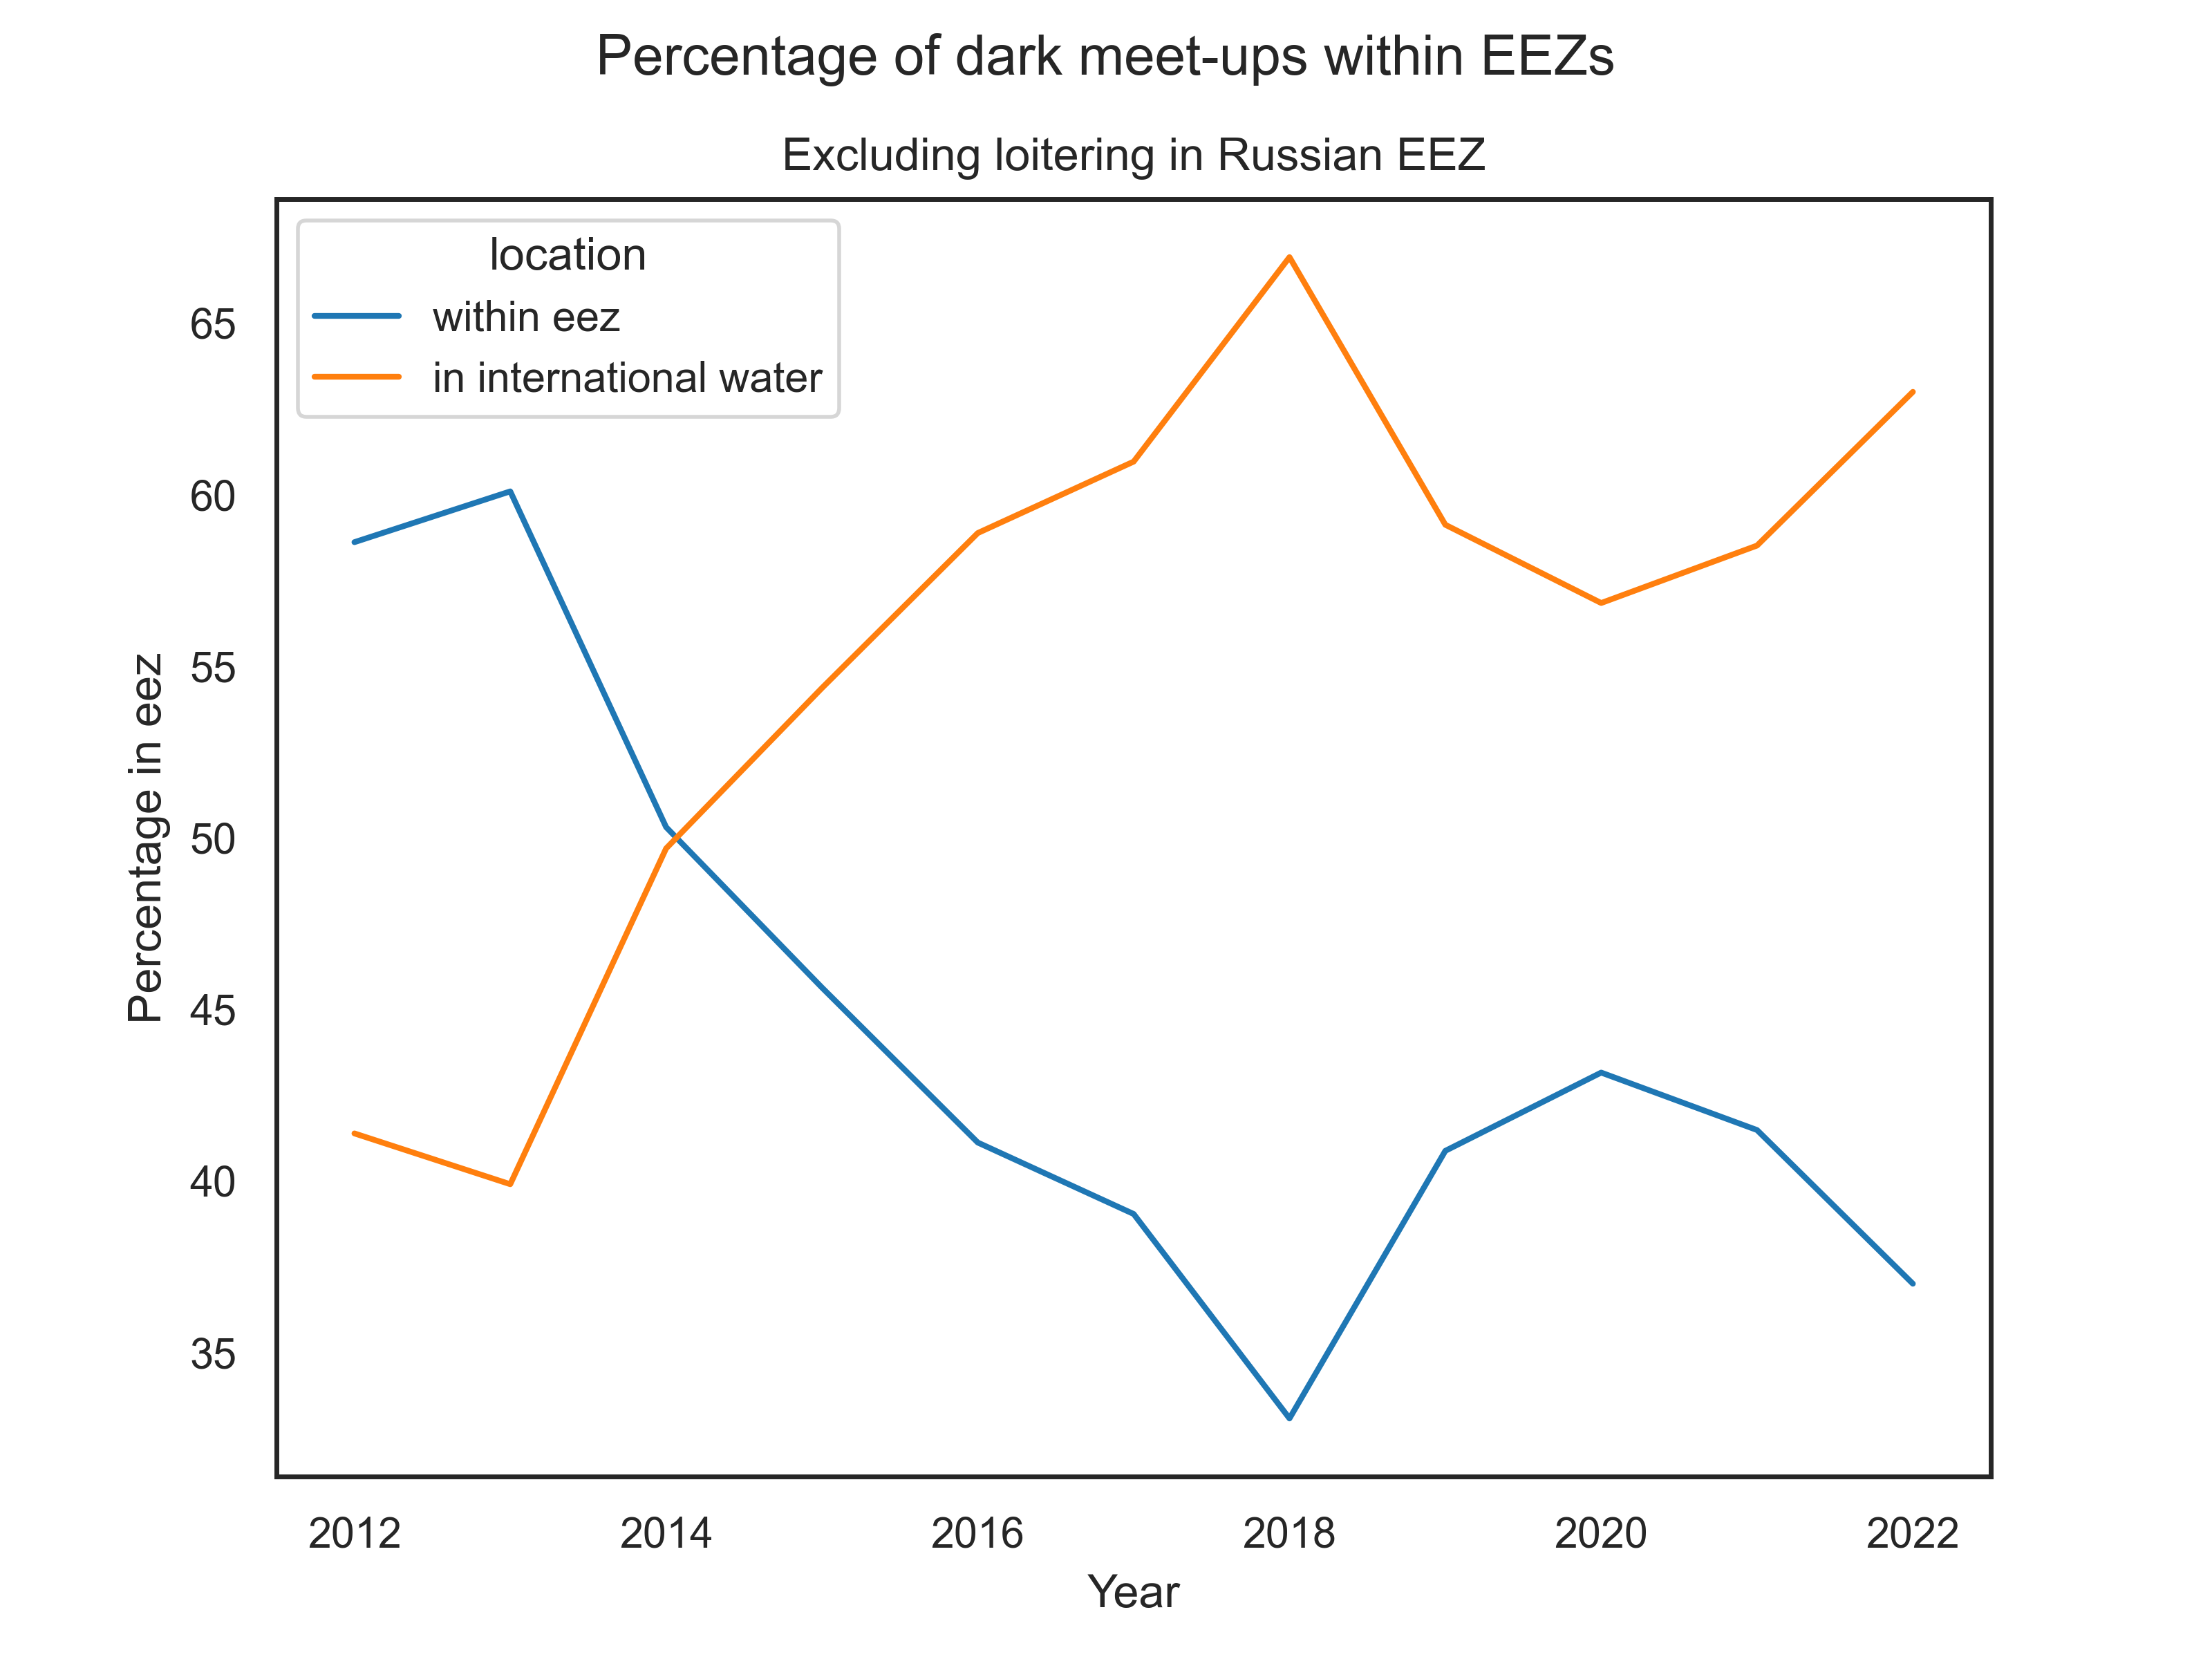 Percentage of dark meet-ups within EEZs
Excluding loitering in Russian EEZ
location
within eez
in international water
65
60
55
50
45
40
35
Percentage in eez
2012 2014 2016 2018 2020 2022
Year